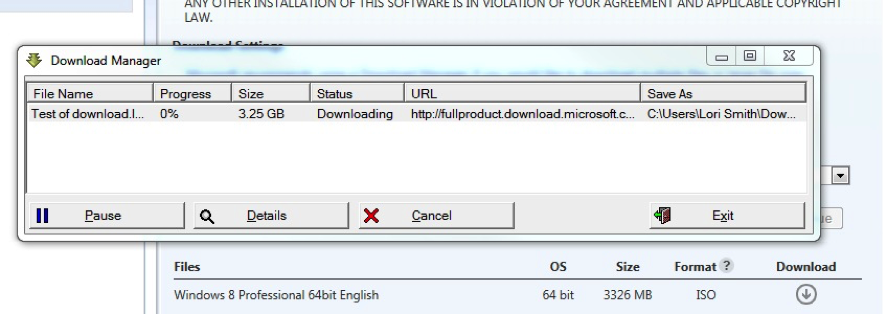 ANY OTHER INSTALLATION OF THIS SOFTWARE IS IN VIOLATION OF YOUR AGREEMENT AND APPLICABLE COPYRIGHT
LAW.
Download Settings
Download Manager
File Name Progress Size Status URL Save As
Test of download.l... 0% 3.25 GB Downloading http://fullproduct.download.microsoft.c... C:\Users\Lori Smith\Dow...
Pause Details Cancel Exit
Files OS Size Format ? Download
Windows 8 Professional 64bit English 64 bit 3326 MB ISO